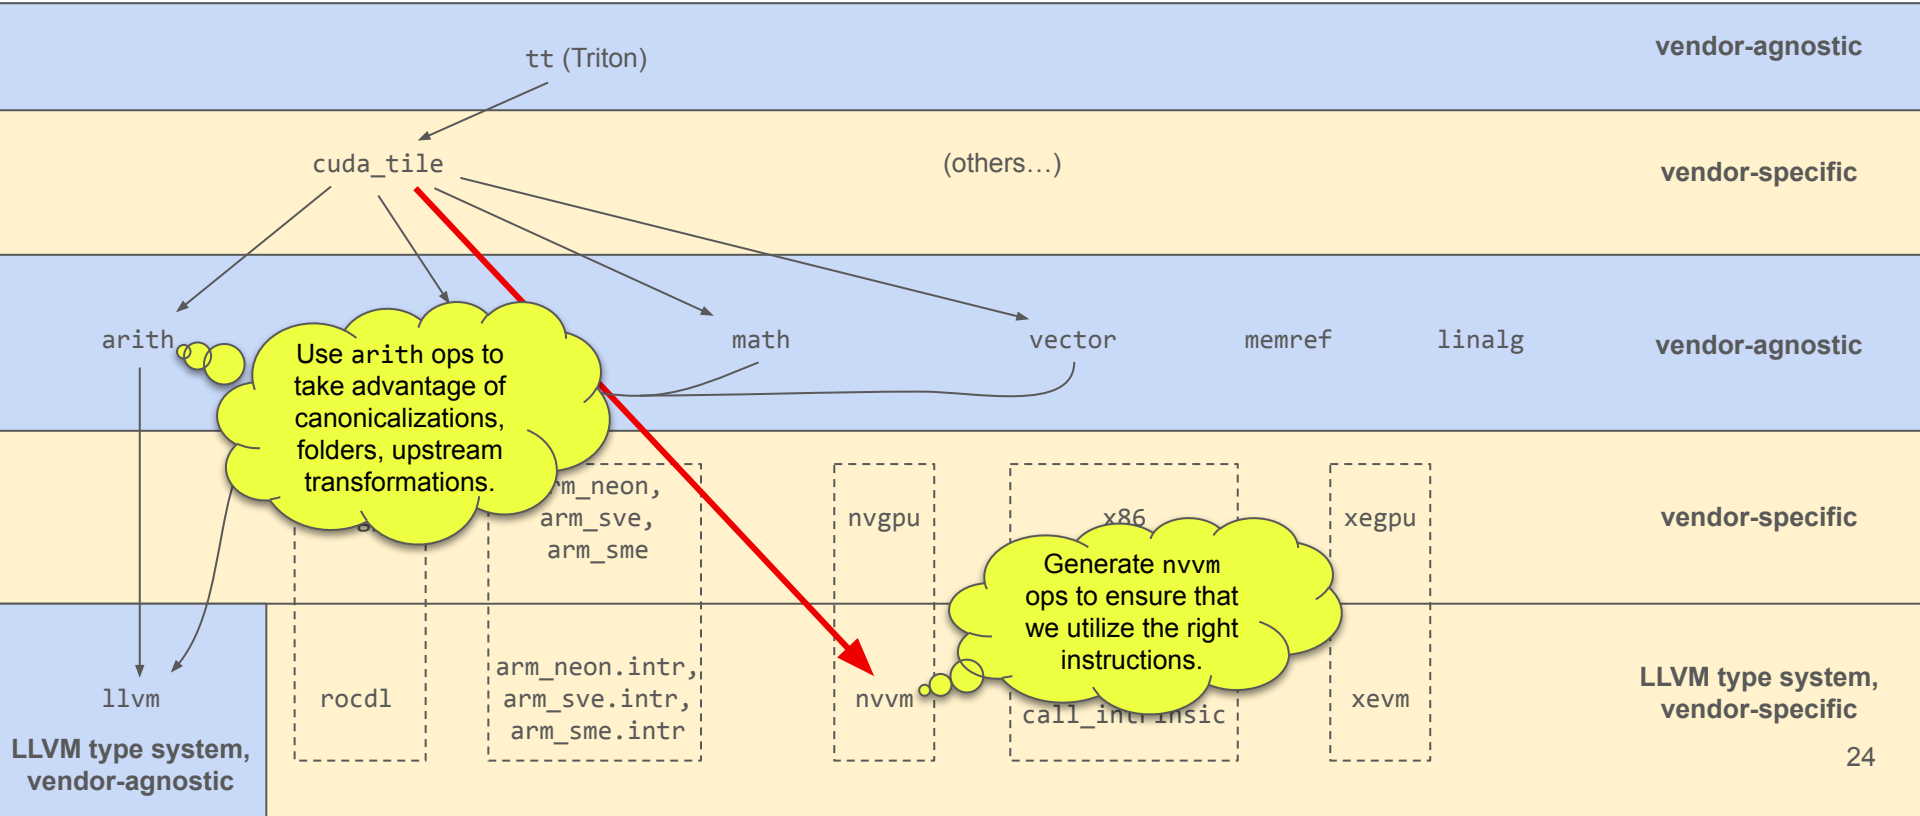 tt (Triton)
vendor-agnostic
cuda_tile
(others…)
vendor-specific
arith
math
vector
memref
linalg
vendor-agnostic
Use arith ops to
take advantage of
canonicalizations,
folders, upstream
transformations.
arm_sve,
arm_sme
nvgpu
x86
xegpu
vendor-specific
Generate nvvm
ops to ensure that
we utilize the right
instructions.
llvm
LLVM type system,
vendor-agnostic
rocdl
arm_neon.intr,
arm_sve.intr,
arm_sme.intr
nvvm
call_intrinsic
xevm
LLVM type system,
vendor-specific
24